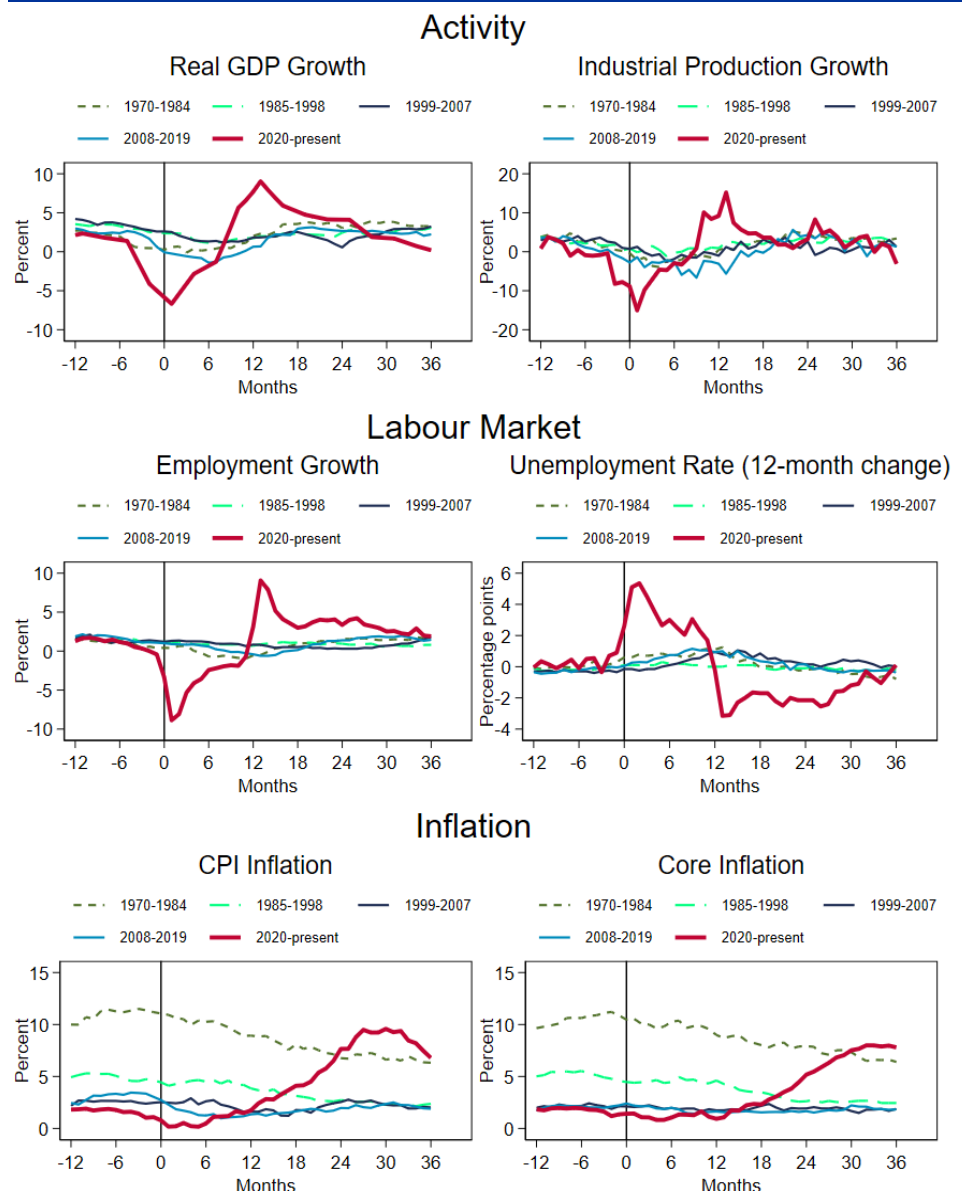 Activity
Real GDP Growth
1970-1984 1985-1998 1999-2007
2008-2019 2020-present
Percent
10
5
0
-5
-10
-12 -6 0 6 12 18 24 30 36
Months
Industrial Production Growth
1970-1984 1985-1998 1999-2007
2008-2019 2020-present
Percent
20
10
0
-10
-20
-12 -6 0 6 12 18 24 30 36
Months
Labour Market
Employment Growth
1970-1984 1985-1998 1999-2007
2008-2019 2020-present
Percent
10
5
0
-5
-10
-12 -6 0 6 12 18 24 30 36
Months
Unemployment Rate (12-month change)
1970-1984 1985-1998 1999-2007
2008-2019 2020-present
Percentage points
6
4
2
0
-2
-4
-12 -6 0 6 12 18 24 30 36
Months
Inflation
CPI Inflation
1970-1984 1985-1998 1999-2007
2008-2019 2020-present
Percent
15
10
5
0
-12 -6 0 6 12 18 24 30 36
Months
Core Inflation
1970-1984 1985-1998 1999-2007
2008-2019 2020-present
Percent
15
10
5
0
-12 -6 0 6 12 18 24 30 36
Months